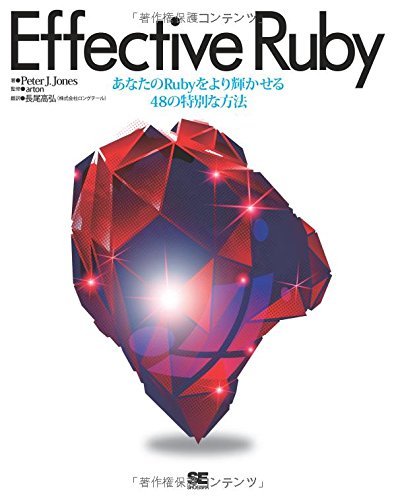 「著作権保護コンテンツ」
Effective Ruby
著●Peter J. Jones
監修●arton
翻訳●長尾高弘（株式会社ロングテール）
あなたのRubyをより輝かせる
48の特別な方法
SE
SHOEISHA
「著作権保護コンテンツ」